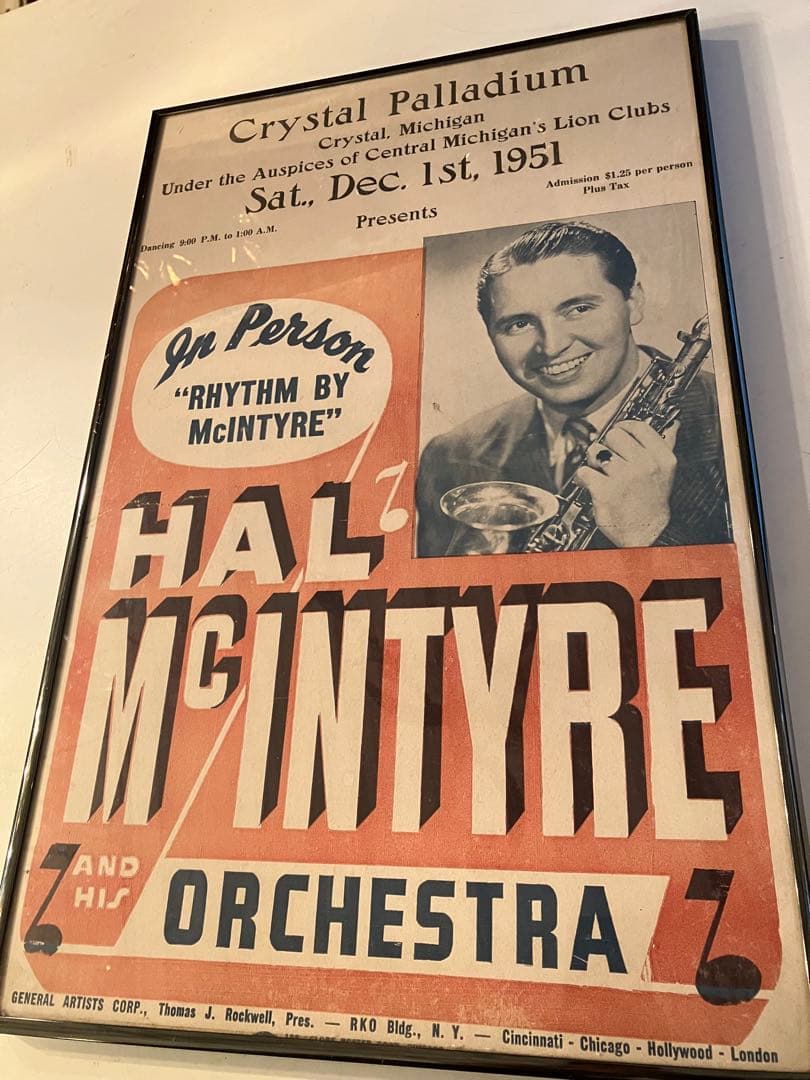 Crystal Palladium
Crystal, Michigan
Under the Auspices of Central Michigan's Lion Clubs
Sat., Dec. 1st, 1951
Dancing 9:00 P.M. to 1:00 A.M.
Presents
Admission $1.25 per person
Plus Tax
In Person
"RHYTHM BY
McINTYRE"
HAL
McINTYRE
AND
HIS
ORCHESTRA
GENERAL ARTISTS CORP., Thomas J. Rockwell, Pres. — RKO Bldg., N. Y. — Cincinnati - Chicago - Hollywood - London